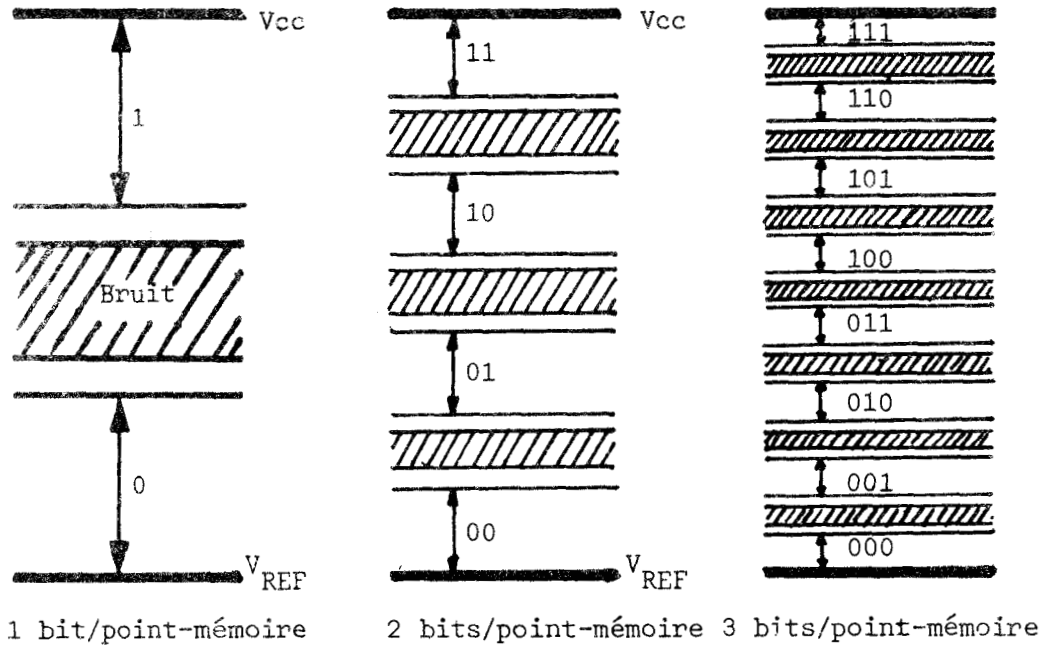 Vcc
1
Bruit
0
VREF
1 bit/point-mémoire
Vcc
11
10
01
00
VREF
2 bits/point-mémoire
111
110
101
100
011
010
001
000
3 bits/point-mémoire